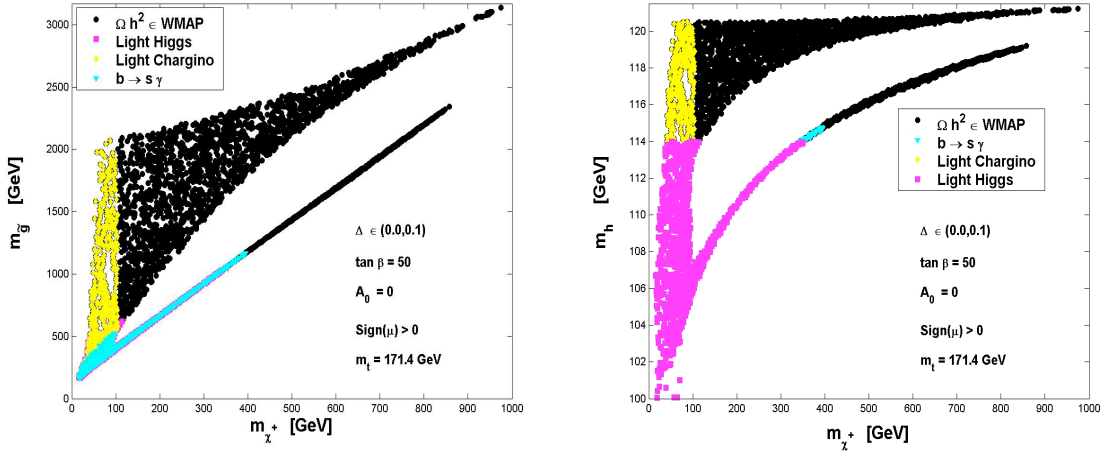 Ω h² ∈ WMAP
Light Higgs
Light Chargino
b → s γ
3000
2500
2000
1500
1000
500
0
m_g̃ [GeV]
Δ ∈ (0.0,0.1)
tan β = 50
A₀ = 0
Sign(μ) > 0
m_t = 171.4 GeV
0 100 200 300 400 500 600 700 800 900 1000
m_χ⁺ [GeV]
120
118
116
114
112
110
108
106
104
102
100
m_h [GeV]
Ω h² ∈ WMAP
b → s γ
Light Chargino
Light Higgs
Δ ∈ (0.0,0.1)
tan β = 50
A₀ = 0
Sign(μ) > 0
m_t = 171.4 GeV
0 100 200 300 400 500 600 700 800 900 1000
m_χ⁺ [GeV]